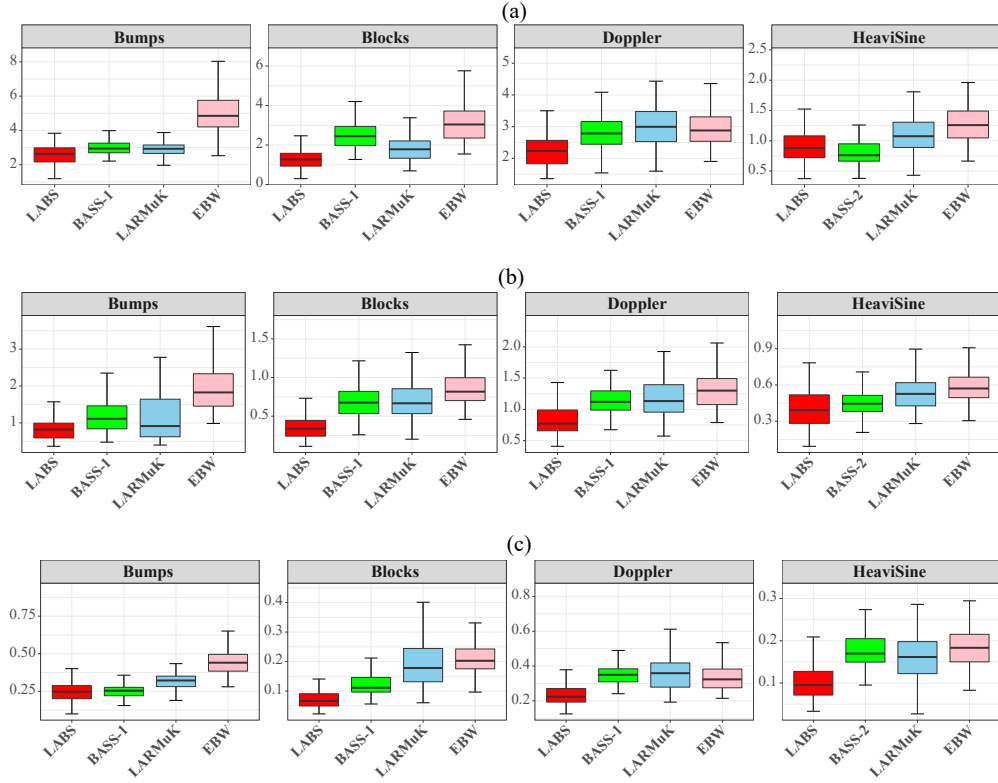 (a)
Bumps Blocks Doppler HeaviSine
8 6 5 2.5
6 4 4 2.0
4 2 3 1.5
2 0 2 1.0
0.5
LABS BASS-1 LARMuK EBW LABS BASS-1 LARMuK EBW LABS BASS-1 LARMuK EBW LABS BASS-2 LARMuK EBW
(b)
Bumps Blocks Doppler HeaviSine
3 1.5 2.5 0.9
2 1.0 2.0 0.6
1 0.5 1.5 0.3
1.0
0.5
LABS BASS-1 LARMuK EBW LABS BASS-1 LARMuK EBW LABS BASS-1 LARMuK EBW LABS BASS-2 LARMuK EBW
(c)
Bumps Blocks Doppler HeaviSine
0.75 0.4 0.8 0.3
0.50 0.3 0.6 0.2
0.25 0.2 0.4 0.1
0.1 0.2
LABS BASS-1 LARMuK EBW LABS BASS-1 LARMuK EBW LABS BASS-1 LARMuK EBW LABS BASS-2 LARMuK EBW